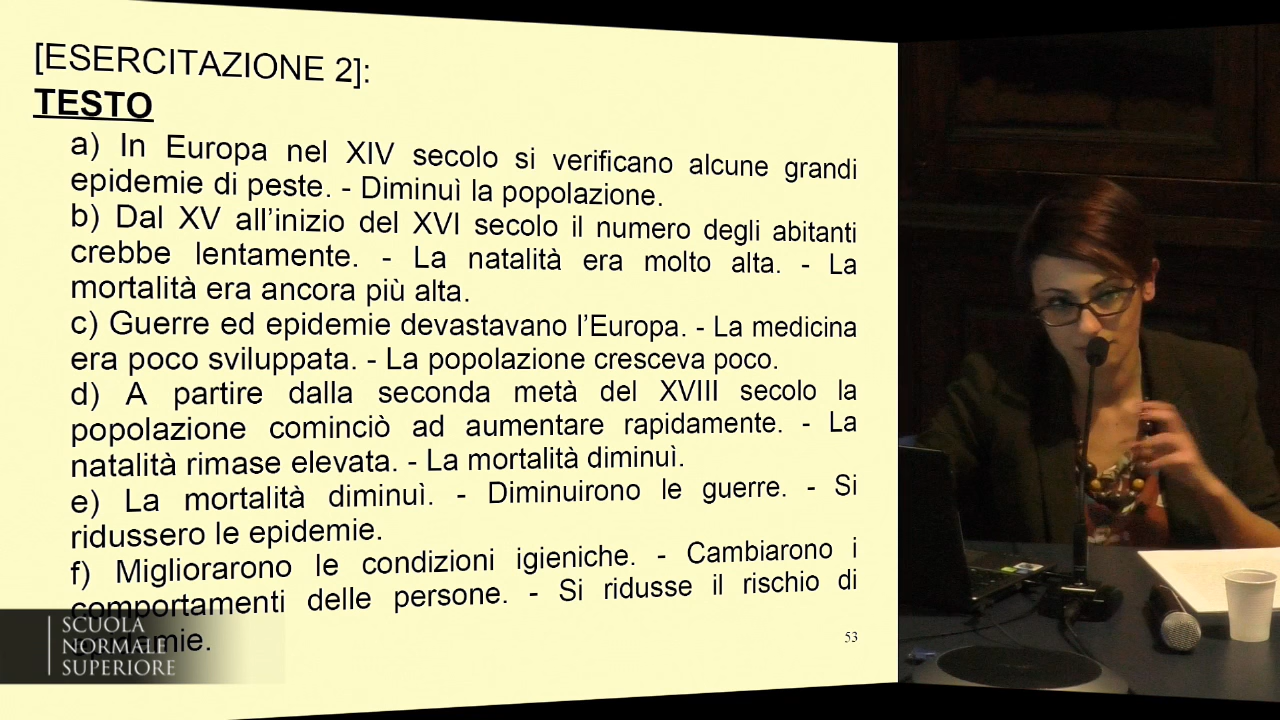 [ESERCITAZIONE 2]:
TESTO
a) In Europa nel XIV secolo si verificano alcune grandi
epidemie di peste. - Diminuì la popolazione.
b) Dal XV all’inizio del XVI secolo il numero degli abitanti
crebbe lentamente. - La natalità era molto alta. - La
mortalità era ancora più alta.
c) Guerre ed epidemie devastavano l’Europa. - La medicina
era poco sviluppata. - La popolazione cresceva poco.
d) A partire dalla seconda metà del XVIII secolo la
popolazione cominciò ad aumentare rapidamente. - La
natalità rimase elevata. - La mortalità diminuì.
e) La mortalità diminuì. - Diminuirono le guerre. - Si
ridussero le epidemie.
f) Migliorarono le condizioni igieniche. - Cambiarono i
comportamenti delle persone. - Si ridusse il rischio di
epidemie.
53
SCUOLA
NORMALE
SUPERIORE